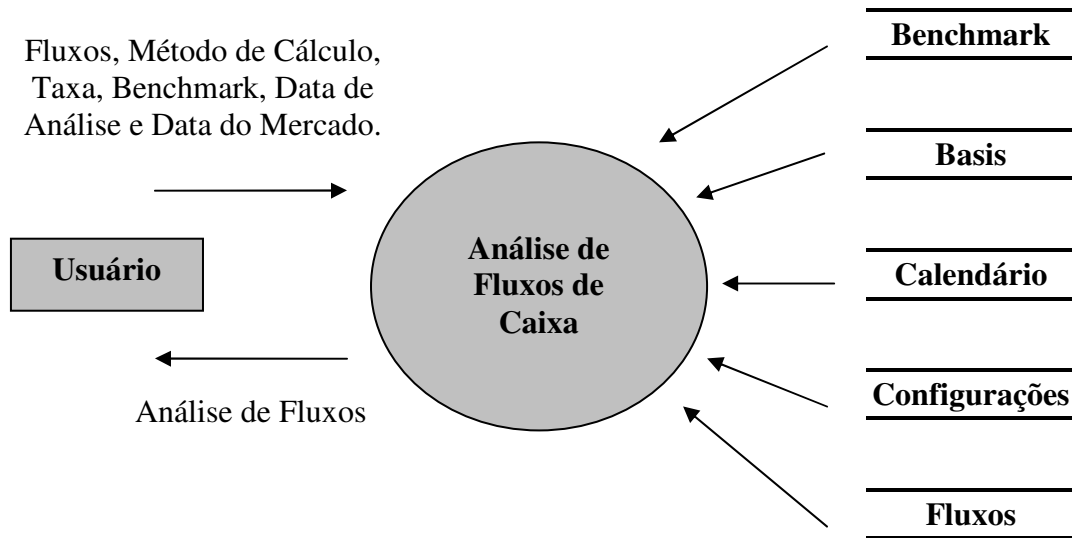 Fluxos, Método de Cálculo,
Taxa, Benchmark, Data de
Análise e Data do Mercado.
Usuário
Análise de Fluxos
Análise de
Fluxos de
Caixa
Benchmark
Basis
Calendário
Configurações
Fluxos